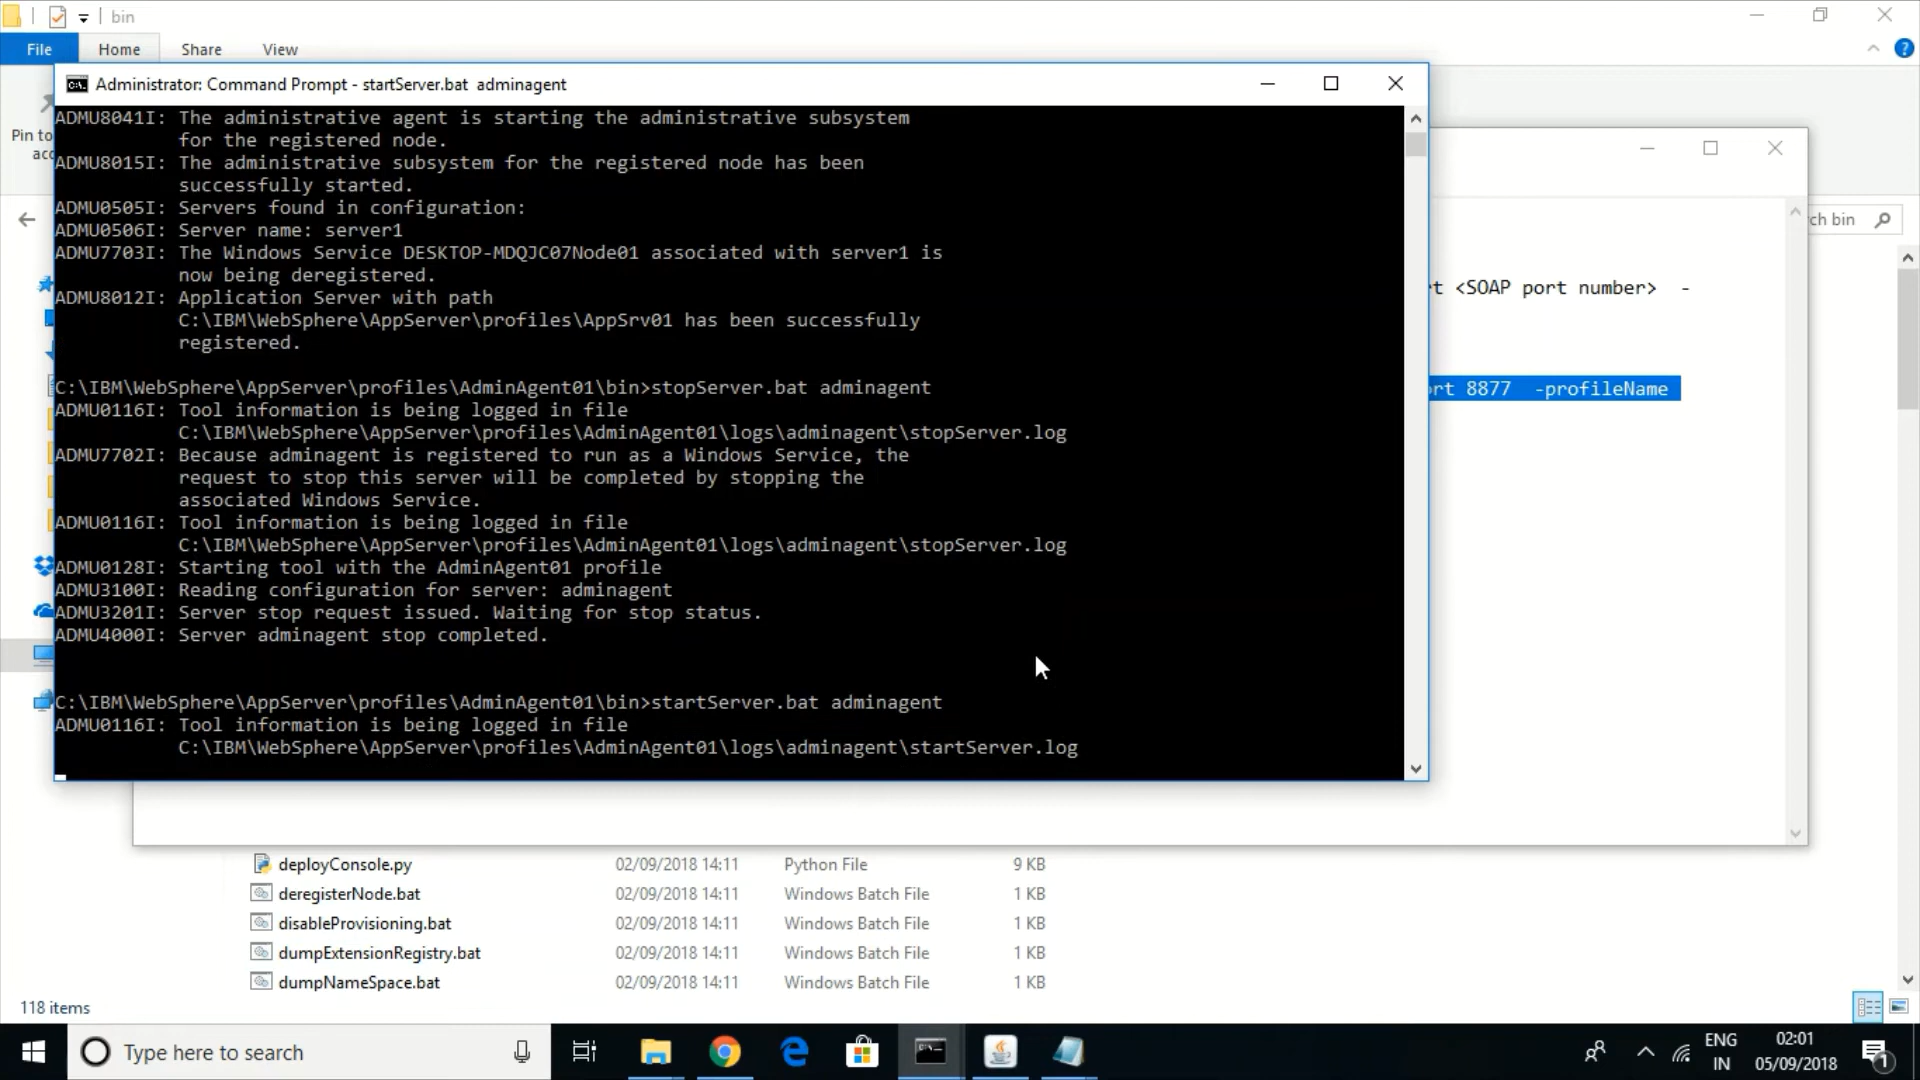 bin
File Home Share View
Administrator: Command Prompt - startServer.bat  adminagent
ADMU8041I: The administrative agent is starting the administrative subsystem
for the registered node.
ADMU8015I: The administrative subsystem for the registered node has been
successfully started.
ADMU0505I: Servers found in configuration:
ADMU0506I: Server name: server1
ADMU7703I: The Windows Service DESKTOP-MDQJC07Node01 associated with server1 is
now being deregistered.
ADMU8012I: Application Server with path
C:\IBM\WebSphere\AppServer\profiles\AppSrv01 has been successfully
registered.
C:\IBM\WebSphere\AppServer\profiles\AdminAgent01\bin>stopServer.bat adminagent
ADMU0116I: Tool information is being logged in file
C:\IBM\WebSphere\AppServer\profiles\AdminAgent01\logs\adminagent\stopServer.log
ADMU7702I: Because adminagent is registered to run as a Windows Service, the
request to stop this server will be completed by stopping the
associated Windows Service.
ADMU0116I: Tool information is being logged in file
C:\IBM\WebSphere\AppServer\profiles\AdminAgent01\logs\adminagent\stopServer.log
ADMU0128I: Starting tool with the AdminAgent01 profile
ADMU3100I: Reading configuration for server: adminagent
ADMU3201I: Server stop request issued. Waiting for stop status.
ADMU4000I: Server adminagent stop completed.
C:\IBM\WebSphere\AppServer\profiles\AdminAgent01\bin>startServer.bat adminagent
ADMU0116I: Tool information is being logged in file
C:\IBM\WebSphere\AppServer\profiles\AdminAgent01\logs\adminagent\startServer.log
Pin to
acc
ch bin
rt <SOAP port number>  -
ort 8877  -profileName
deployConsole.py 02/09/2018 14:11 Python File 9 KB
deregisterNode.bat 02/09/2018 14:11 Windows Batch File 1 KB
disableProvisioning.bat 02/09/2018 14:11 Windows Batch File 1 KB
dumpExtensionRegistry.bat 02/09/2018 14:11 Windows Batch File 1 KB
dumpNameSpace.bat 02/09/2018 14:11 Windows Batch File 1 KB
118 items
Type here to search
ENG
IN
02:01
05/09/2018
1